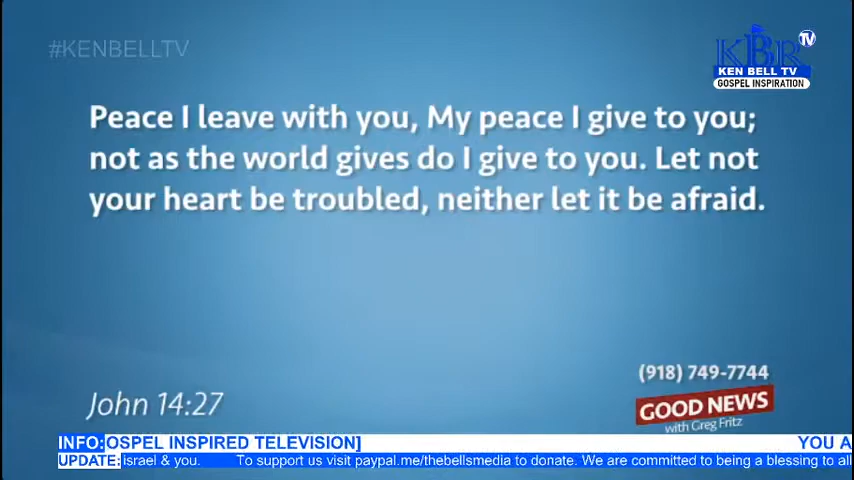 #KENBELLTV
KBR TV
KEN BELL TV
GOSPEL INSPIRATION
Peace I leave with you, My peace I give to you;
not as the world gives do I give to you. Let not
your heart be troubled, neither let it be afraid.
(918) 749-7744
John 14:27
GOOD NEWS
with Greg Fritz
INFO: OSPEL INSPIRED TELEVISION] YOU A
UPDATE: israel & you. To support us visit paypal.me/thebellsmedia to donate. We are committed to being a blessing to all